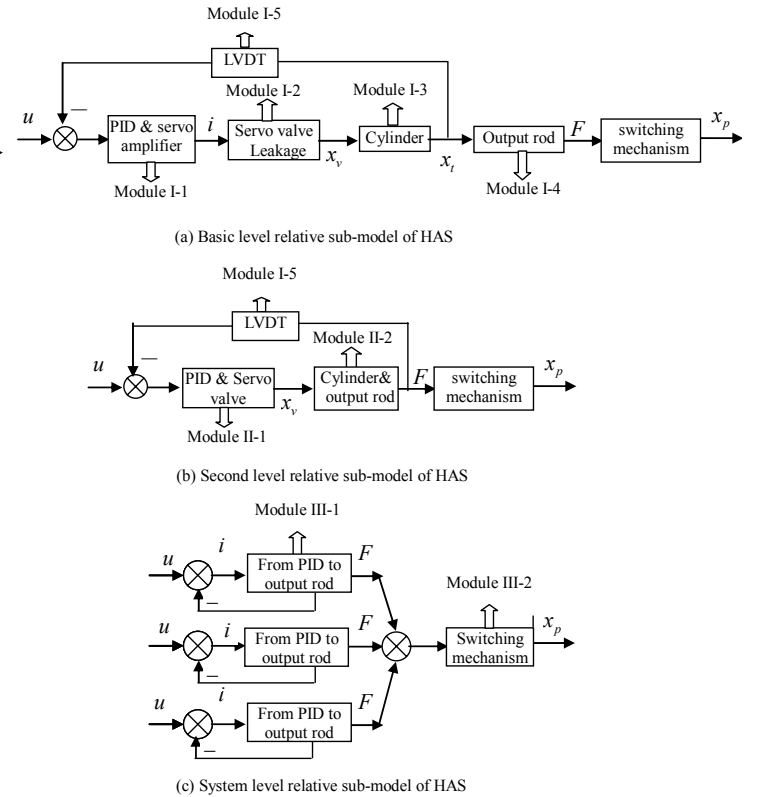 Module I-5
LVDT
Module I-2
Module I-3
u
−
PID & servo
amplifier
i
Servo valve
Leakage
x_v
Cylinder
x_t
Output rod
F
switching
mechanism
x_p
Module I-1
Module I-4
(a) Basic level relative sub-model of HAS
Module I-5
LVDT
Module II-2
u
−
PID & Servo
valve
x_v
Cylinder&
output rod
F
switching
mechanism
x_p
Module II-1
(b) Second level relative sub-model of HAS
Module III-1
u
i
−
From PID to
output rod
F
Module III-2
u
i
−
From PID to
output rod
F
Switching
mechanism
x_p
u
i
−
From PID to
output rod
F
(c) System level relative sub-model of HAS